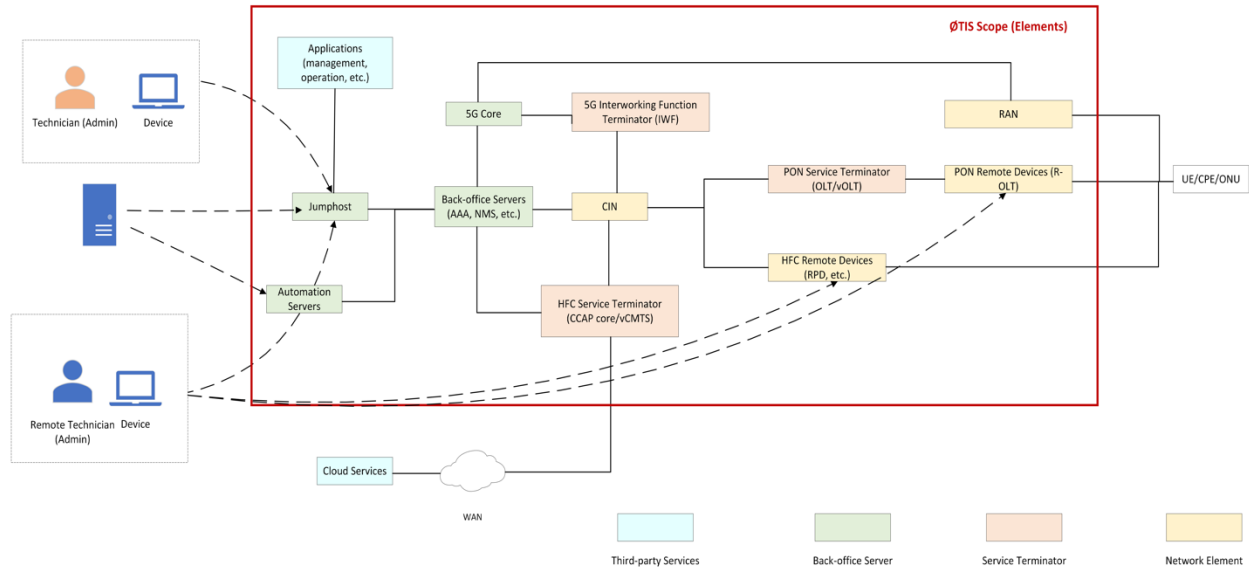 ØTIS Scope (Elements)
Applications
(management,
operation, etc.)
Technician (Admin)
Device
5G Core
5G Interworking Function
Terminator (IWF)
RAN
PON Service Terminator
(OLT/vOLT)
PON Remote Devices (R-
OLT)
UE/CPE/ONU
Jumphost
Back-office Servers
(AAA, NMS, etc.)
CIN
HFC Remote Devices
(RPD, etc.)
Automation
Servers
HFC Service Terminator
(CCAP core/vCMTS)
Remote Technician
(Admin)
Device
Cloud Services
WAN
Third-party Services
Back-office Server
Service Terminator
Network Element